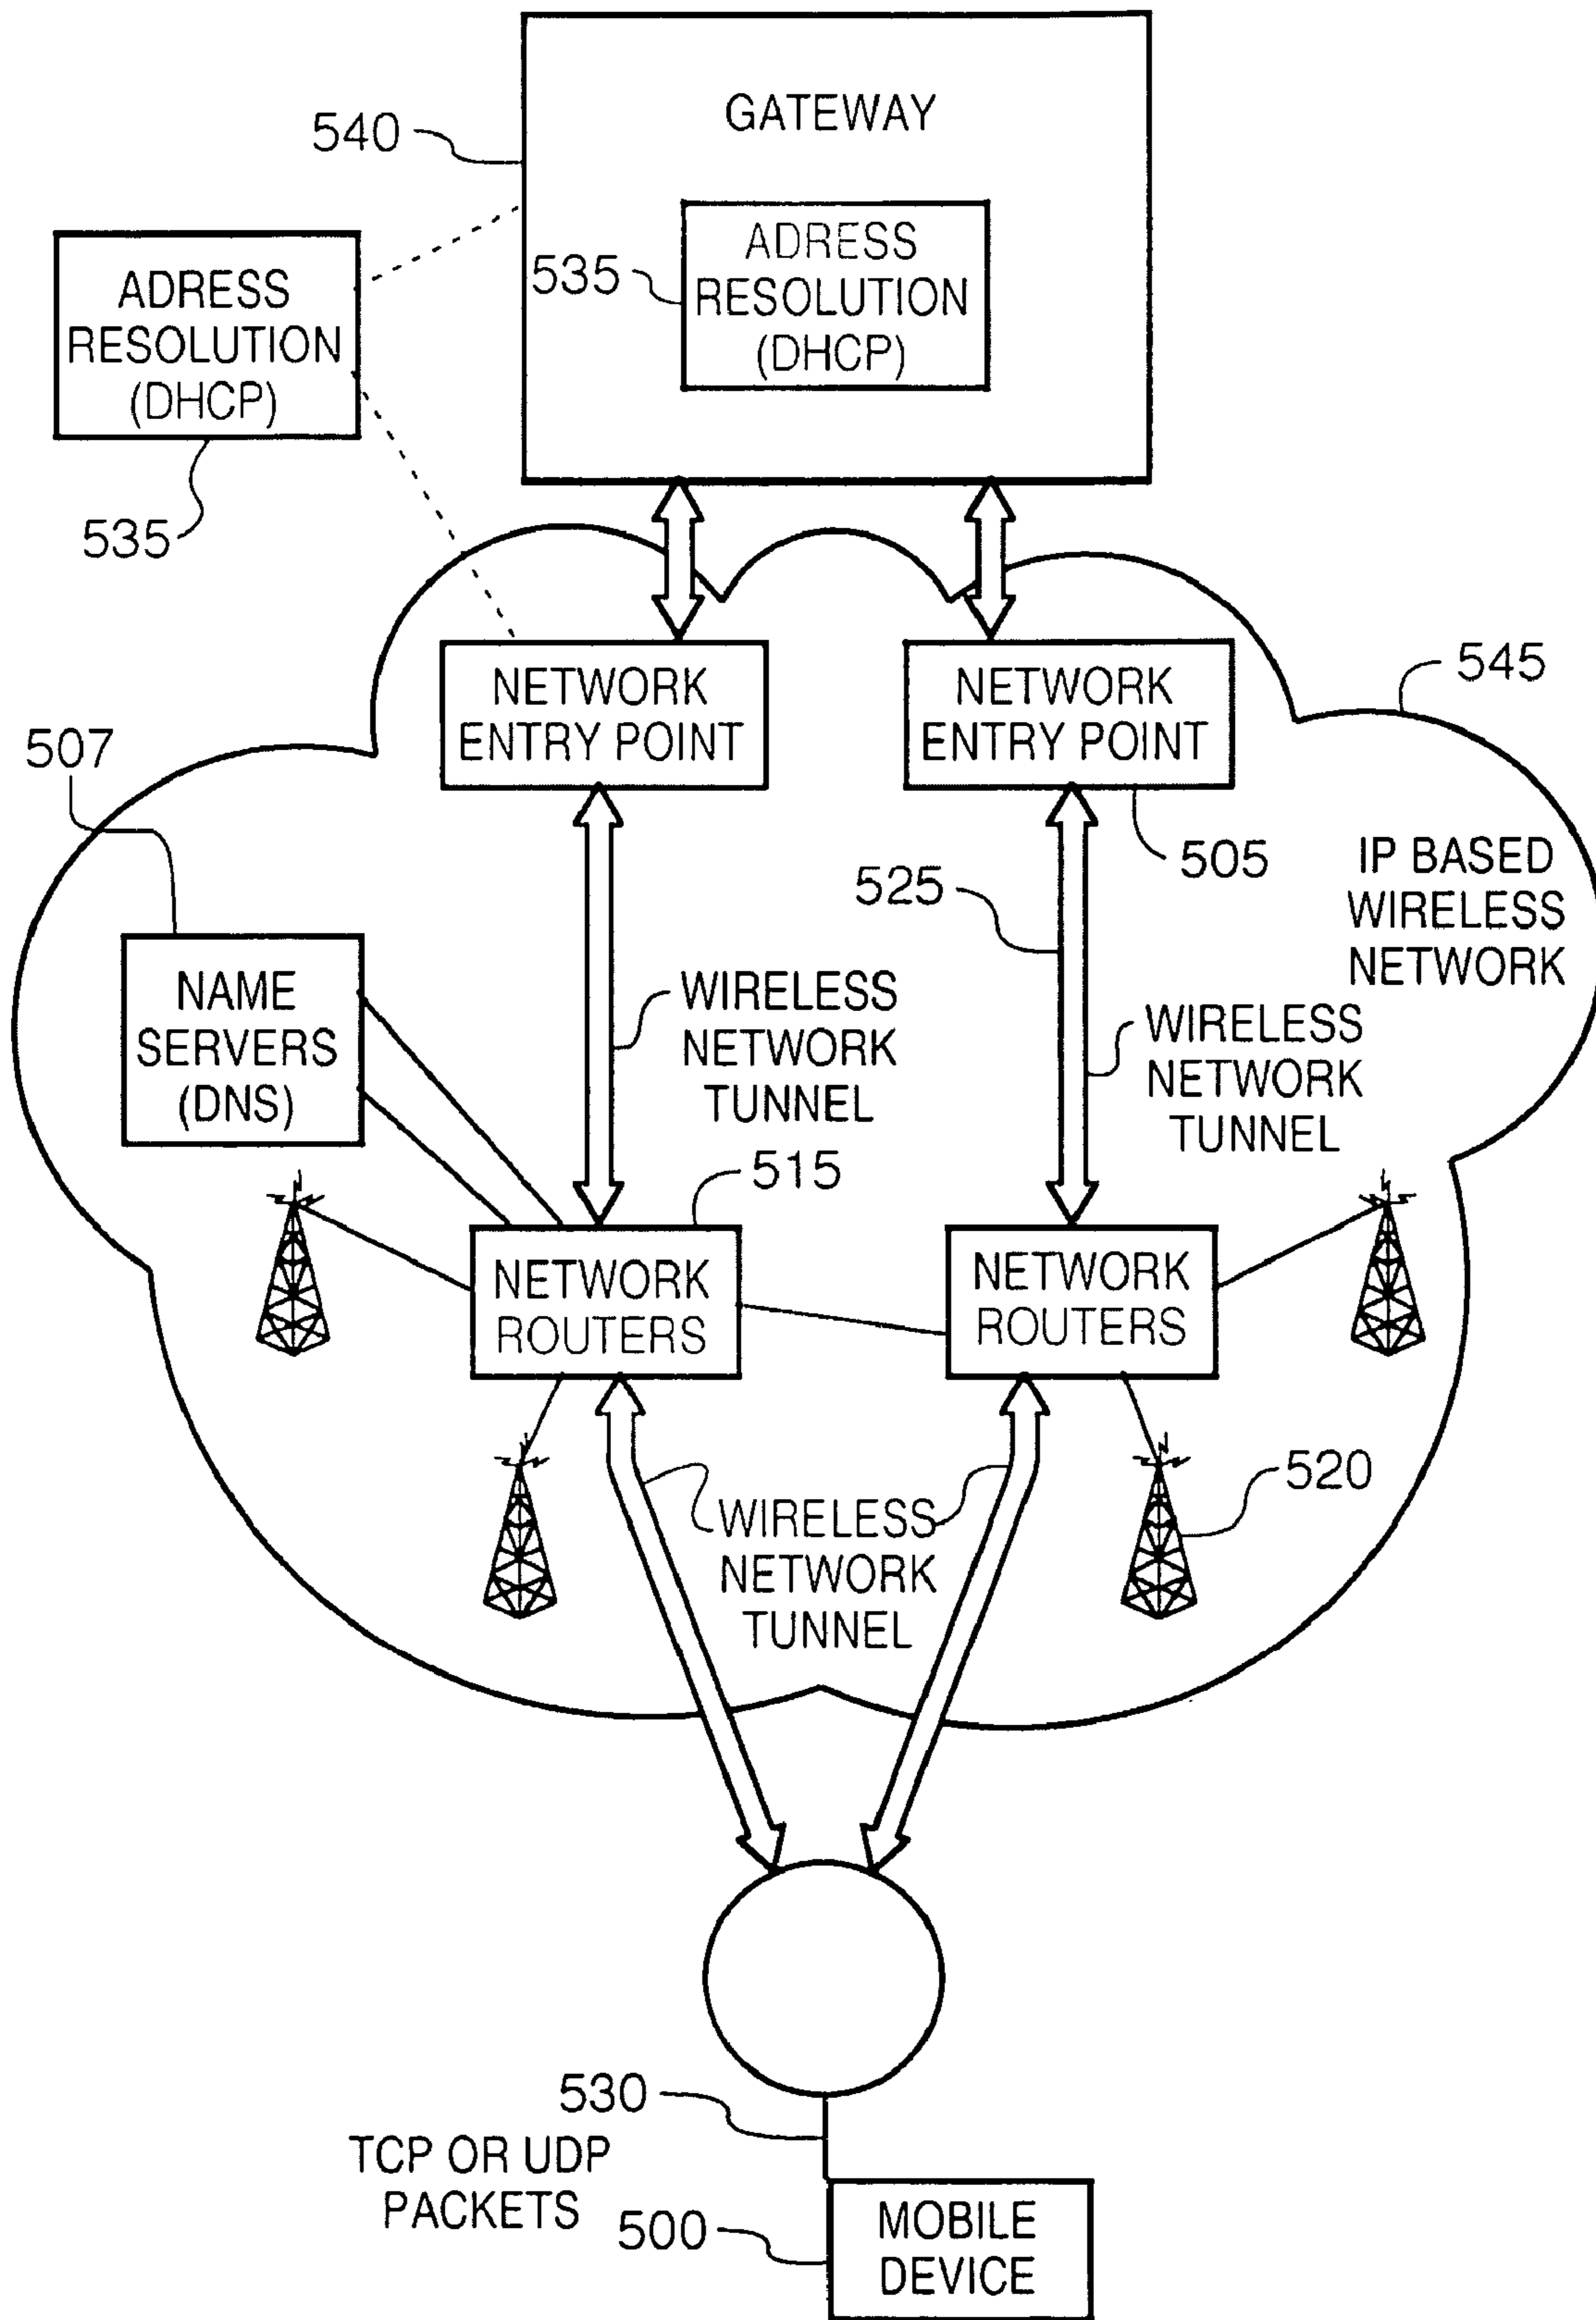 GATEWAY
540
ADRESS
RESOLUTION
(DHCP)
535
ADRESS
RESOLUTION
(DHCP)
535
NETWORK
ENTRY POINT
NETWORK
ENTRY POINT
545
507
505
525
IP BASED
WIRELESS
NETWORK
NAME
SERVERS
(DNS)
WIRELESS
NETWORK
TUNNEL
WIRELESS
NETWORK
TUNNEL
515
NETWORK
ROUTERS
NETWORK
ROUTERS
520
WIRELESS
NETWORK
TUNNEL
530
TCP OR UDP
PACKETS
500
MOBILE
DEVICE